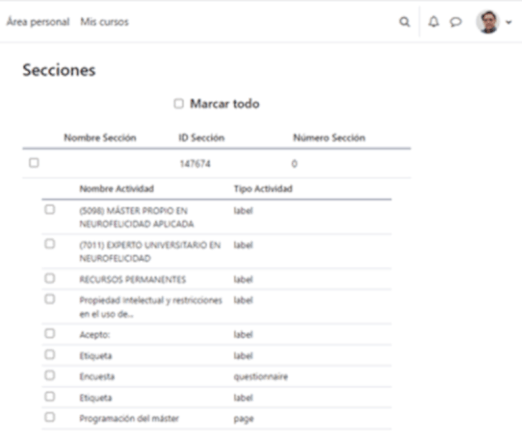 Área personal Mis cursos
Secciones
Marcar todo
Nombre Sección ID Sección Número Sección
147674 0
Nombre Actividad Tipo Actividad
(5098) MÁSTER PROPIO EN label
NEUROFELICIDAD APLICADA
(7011) EXPERTO UNIVERSITARIO EN label
NEUROFELICIDAD
RECURSOS PERMANENTES label
Propiedad intelectual y restricciones label
en el uso de...
Acepto: label
Etiqueta label
Encuesta questionnaire
Etiqueta label
Programación del máster page